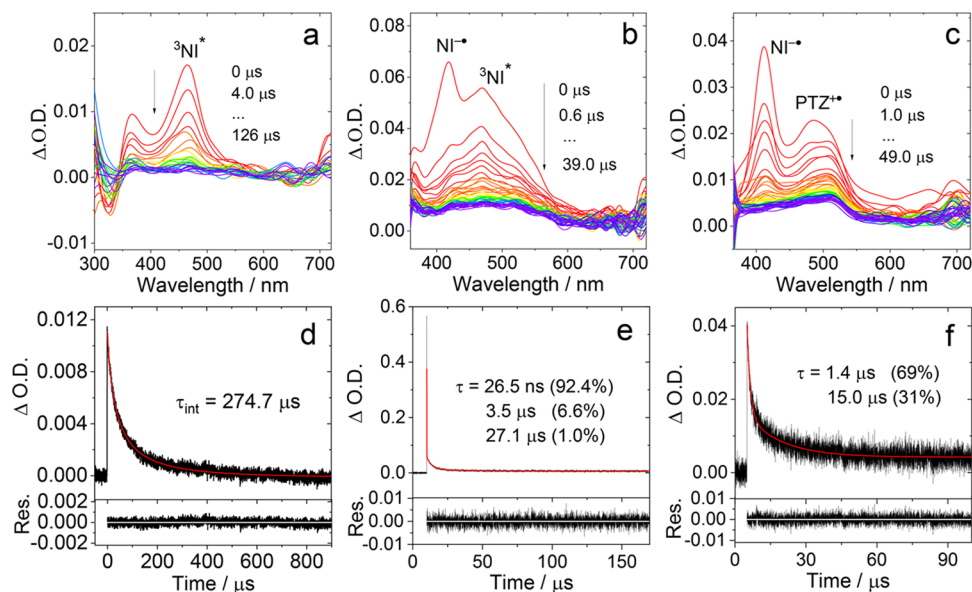 a
³NI*
0 μs
4.0 μs
...
126 μs
Δ.O.D.
0.02
0.01
0.00
-0.01
300 400 500 600 700
Wavelength / nm
b
NI⁻•
³NI*
0 μs
0.6 μs
...
39.0 μs
Δ.O.D.
0.08
0.06
0.04
0.02
0.00
400 500 600 700
Wavelength / nm
c
NI⁻•
PTZ⁺•
0 μs
1.0 μs
...
49.0 μs
Δ.O.D.
0.04
0.03
0.02
0.01
0.00
400 500 600 700
Wavelength / nm
d
τint = 274.7 μs
Δ O.D.
0.012
0.008
0.004
0.000
Res.
0.002
0.000
-0.002
0 200 400 600 800
Time / μs
e
τ = 26.5 ns (92.4%)
3.5 μs (6.6%)
27.1 μs (1.0%)
Δ O.D.
0.6
0.4
0.2
0.0
Res.
0.01
0.00
-0.01
0 50 100 150
Time / μs
f
τ = 1.4 μs (69%)
15.0 μs (31%)
Δ O.D.
0.04
0.02
0.00
Res.
0.01
0.00
-0.01
0 30 60 90
Time / μs